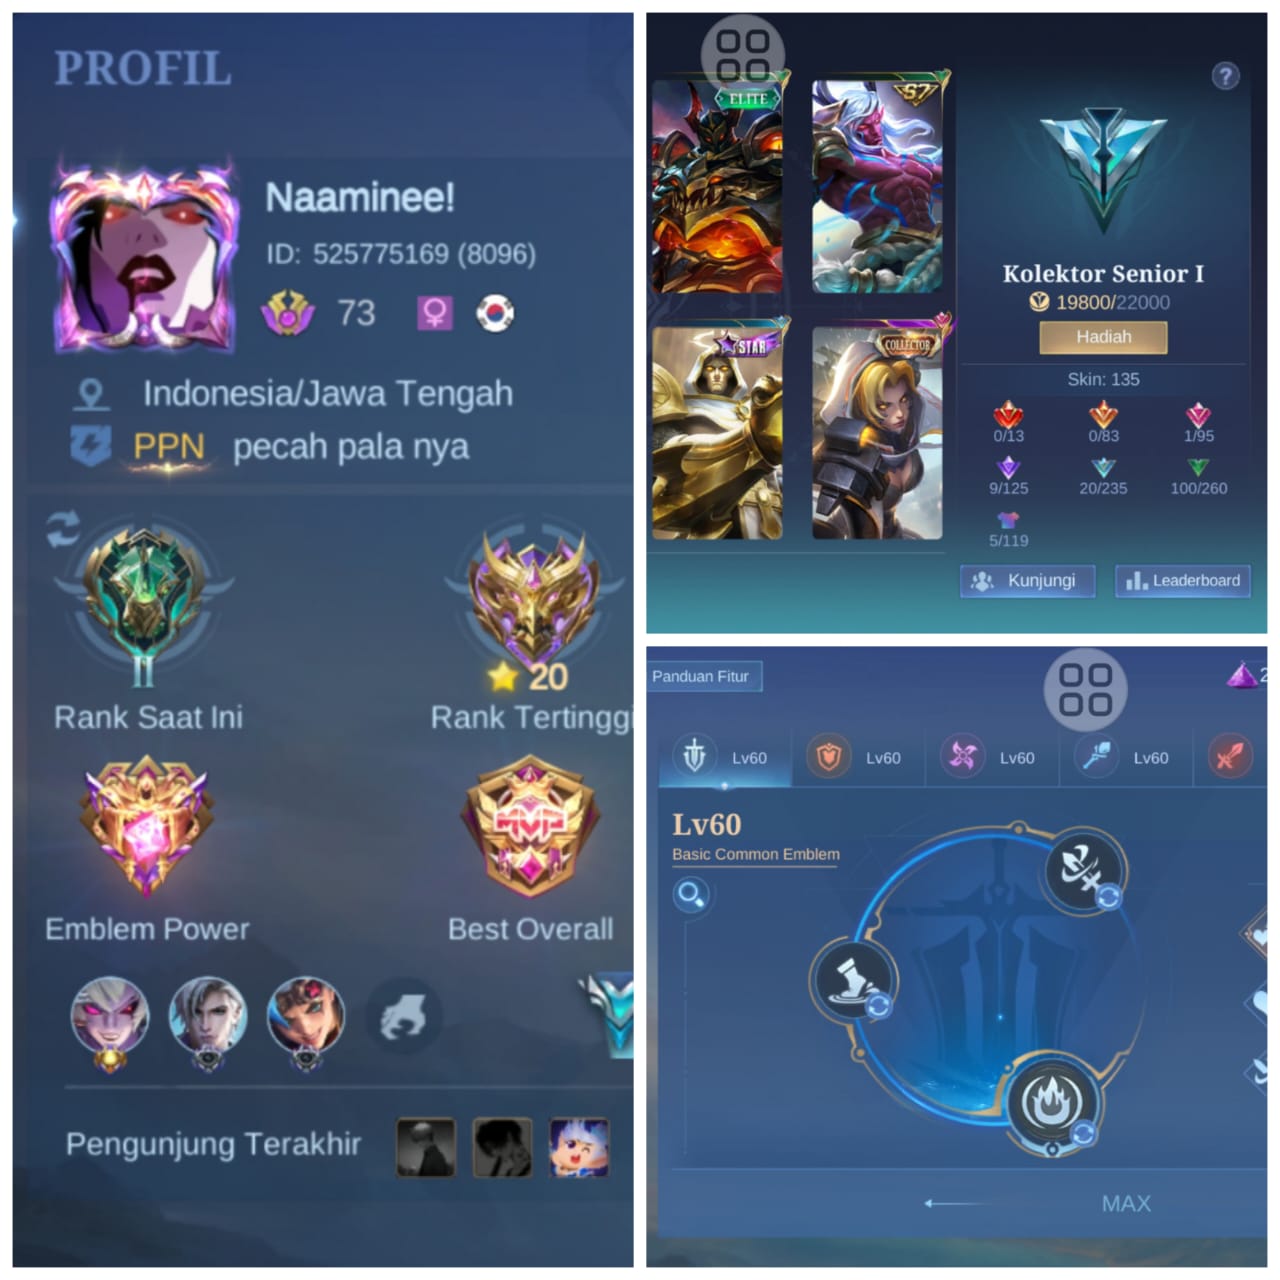 PROFIL
Naaminee!
ID: 525775169 (8096)
73
Indonesia/Jawa Tengah
PPN pecah pala nya
II
20
Rank Saat Ini
Rank Tertinggi
MVP
Emblem Power
Best Overall
Pengunjung Terakhir
ELITE
S7
STAR
COLLECTOR
?
Kolektor Senior I
19800/22000
Hadiah
Skin: 135
0/13
0/83
1/95
9/125
20/235
100/260
5/119
Kunjungi
Leaderboard
Panduan Fitur
2
Lv60
Lv60
Lv60
Lv60
Lv60
Basic Common Emblem
MAX